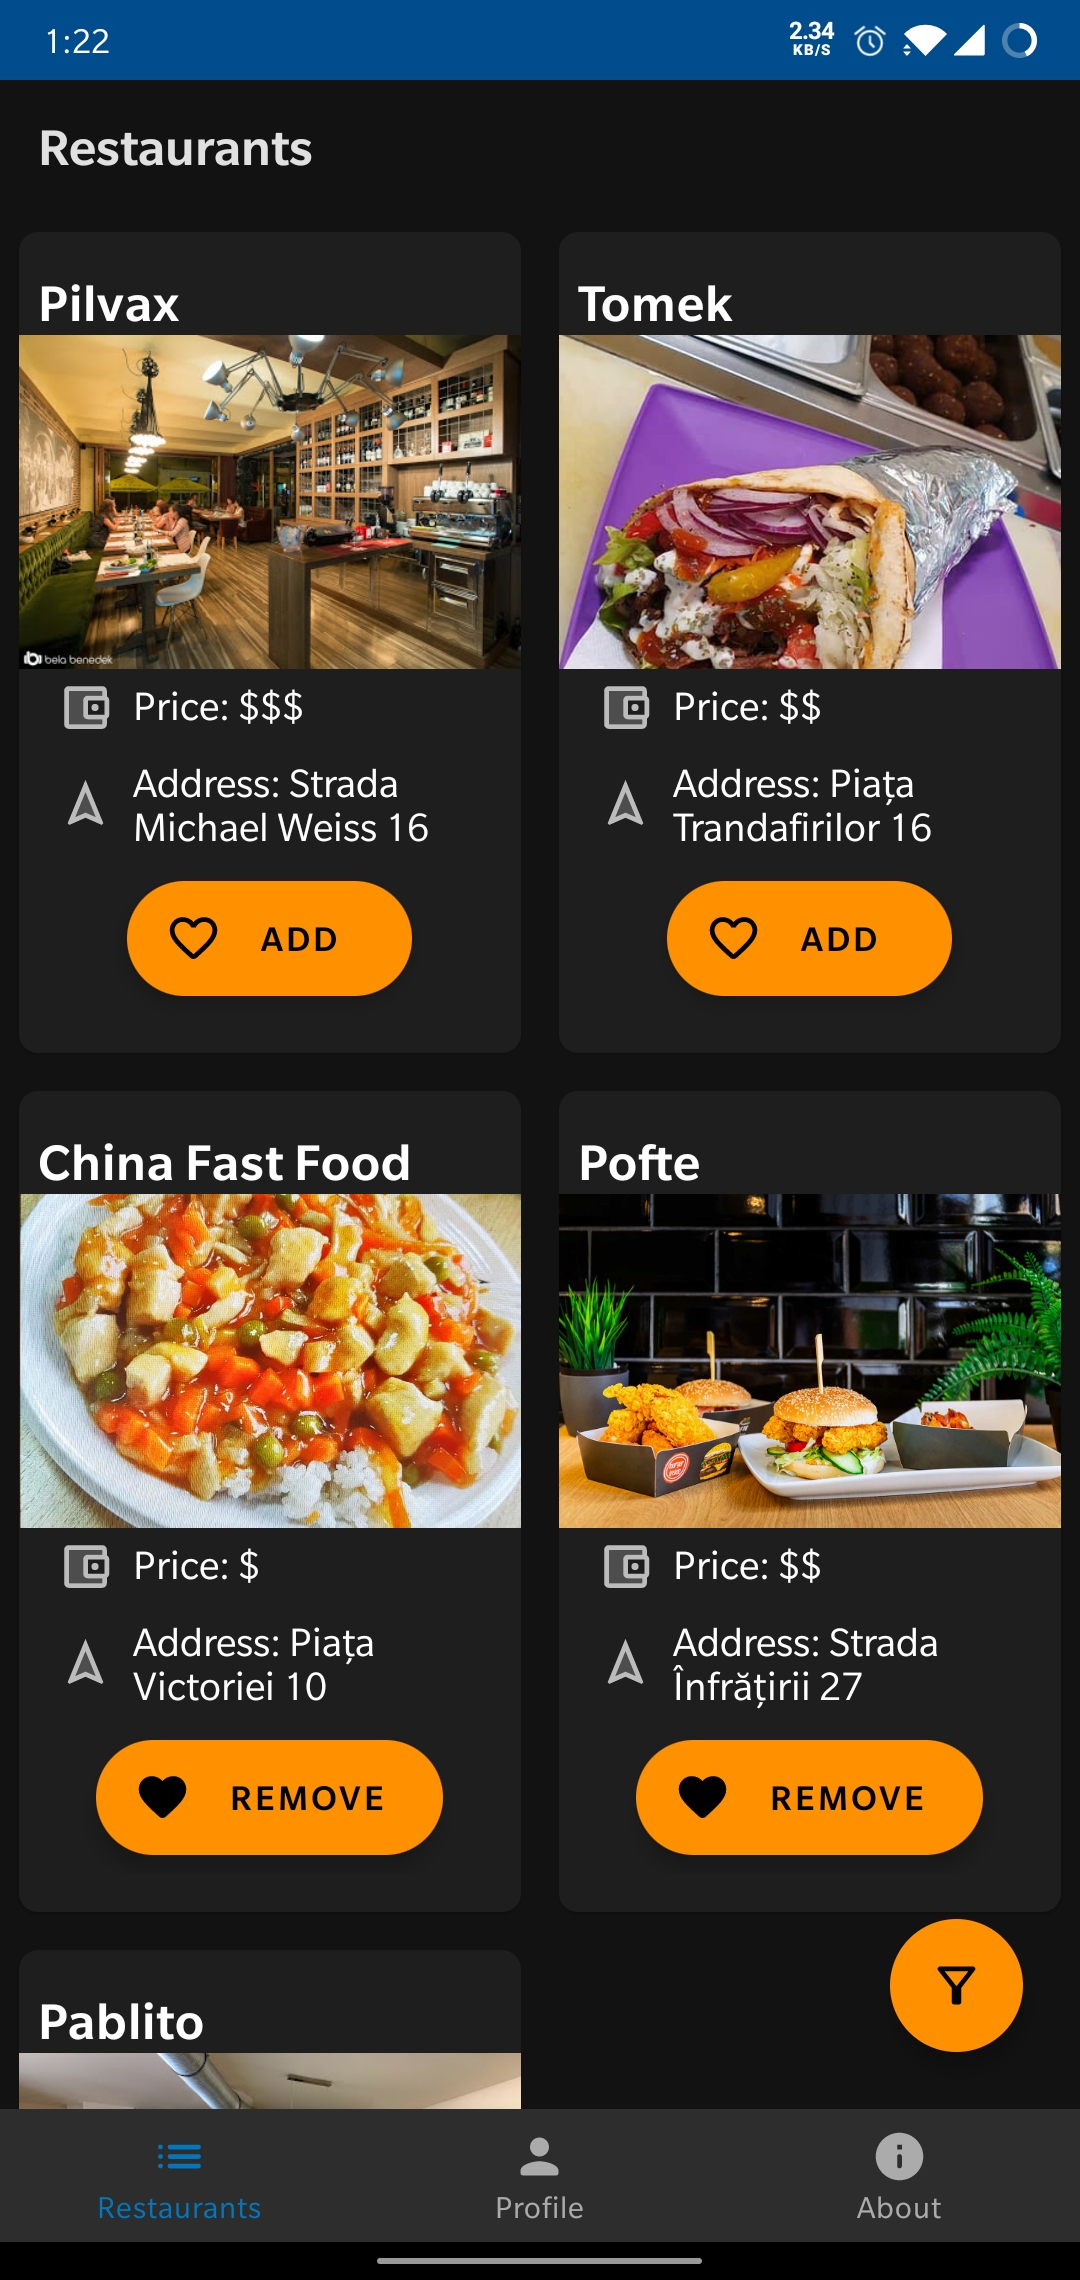 1:22
2.34
KB/S
Restaurants
Pilvax
bela benedek
Price: $$$
Address: Strada
Michael Weiss 16
ADD
Tomek
Price: $$
Address: Piața
Trandafirilor 16
ADD
China Fast Food
Price: $
Address: Piața
Victoriei 10
REMOVE
Pofte
Price: $$
Address: Strada
Înfrățirii 27
REMOVE
Pablito
Restaurants
Profile
About